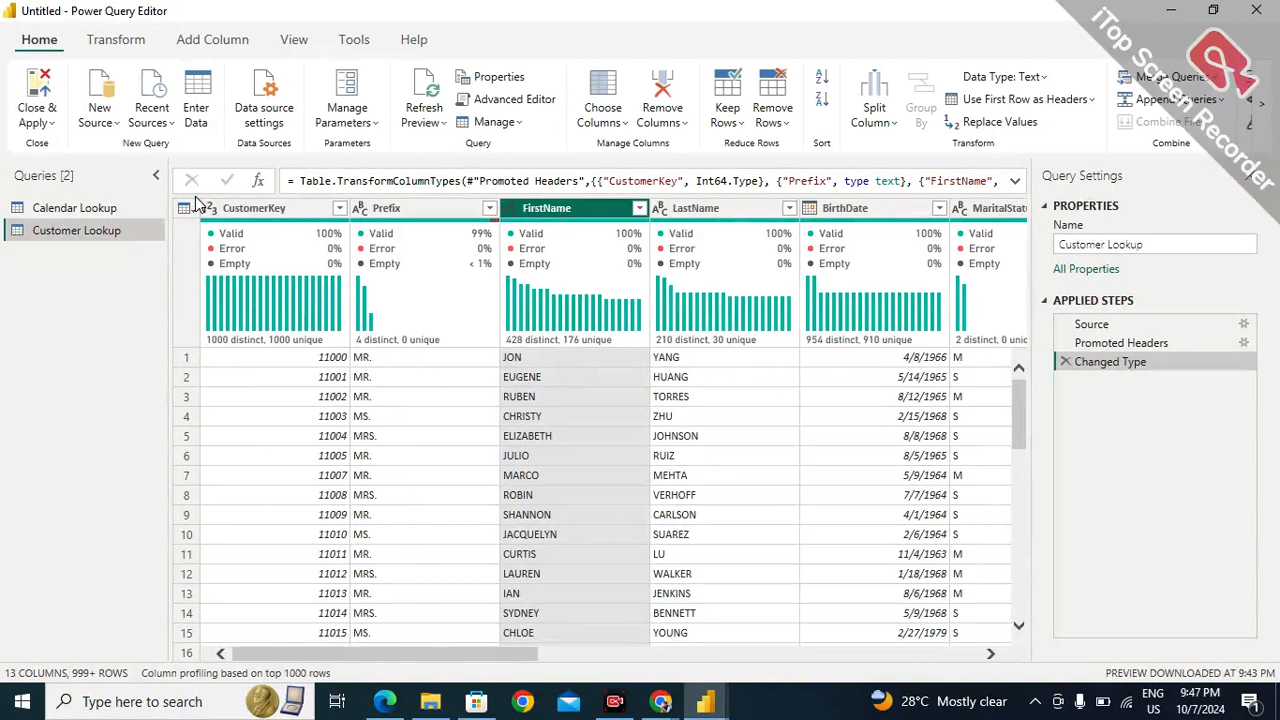 Untitled - Power Query Editor
iTop Screen Recorder
Home Transform Add Column View Tools Help
Close & Apply New Source Recent Sources Enter Data Data source settings Manage Parameters Refresh Preview Properties Advanced Editor Manage Choose Columns Remove Columns Keep Rows Remove Rows Split Column Group By Data Type: Text Use First Row as Headers Replace Values Append Queries
Close New Query Data Sources Parameters Query Manage Columns Reduce Rows Sort Transform Combine
Queries [2]
Calendar Lookup
Customer Lookup
fx = Table.TransformColumnTypes(#"Promoted Headers",{{"CustomerKey", Int64.Type}, {"Prefix", type text}, {"FirstName",
CustomerKey ABC Prefix FirstName ABC LastName BirthDate ABC MaritalStatu
Valid 100% Valid 99% Valid 100% Valid 100% Valid 100% Valid
Error 0% Error 0% Error 0% Error 0% Error 0% Error
Empty 0% Empty < 1% Empty 0% Empty 0% Empty 0% Empty
1000 distinct, 1000 unique 4 distinct, 0 unique 428 distinct, 176 unique 210 distinct, 30 unique 954 distinct, 910 unique 2 distinct, 0 uni
1 11000 MR. JON YANG 4/8/1966 M
2 11001 MR. EUGENE HUANG 5/14/1965 S
3 11002 MR. RUBEN TORRES 8/12/1965 M
4 11003 MS. CHRISTY ZHU 2/15/1968 S
5 11004 MRS. ELIZABETH JOHNSON 8/8/1968 S
6 11005 MR. JULIO RUIZ 8/5/1965 S
7 11007 MR. MARCO MEHTA 5/9/1964 M
8 11008 MRS. ROBIN VERHOFF 7/7/1964 S
9 11009 MR. SHANNON CARLSON 4/1/1964 S
10 11010 MS. JACQUELYN SUAREZ 2/6/1964 S
11 11011 MR. CURTIS LU 11/4/1963 M
12 11012 MRS. LAUREN WALKER 1/18/1968 M
13 11013 MR. IAN JENKINS 8/6/1968 M
14 11014 MRS. SYDNEY BENNETT 5/9/1968 S
15 11015 MS. CHLOE YOUNG 2/27/1979 S
16
Query Settings
PROPERTIES
Name
Customer Lookup
All Properties
APPLIED STEPS
Source
Promoted Headers
Changed Type
13 COLUMNS, 999+ ROWS Column profiling based on top 1000 rows PREVIEW DOWNLOADED AT 9:43 PM
Type here to search 28°C Mostly clear ENG US 9:47 PM 10/7/2024 1